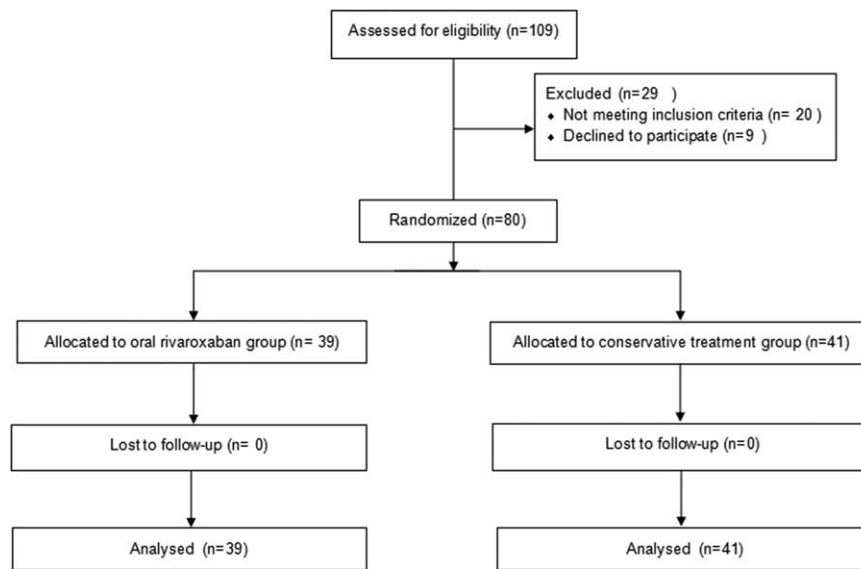 Assessed for eligibility (n=109)
Excluded (n=29 )
⬥ Not meeting inclusion criteria (n= 20 )
⬥ Declined to participate (n=9 )
Randomized (n=80)
Allocated to oral rivaroxaban group (n= 39)
Allocated to conservative treatment group (n=41)
Lost to follow-up (n= 0)
Lost to follow-up (n=0)
Analysed (n=39)
Analysed (n=41)